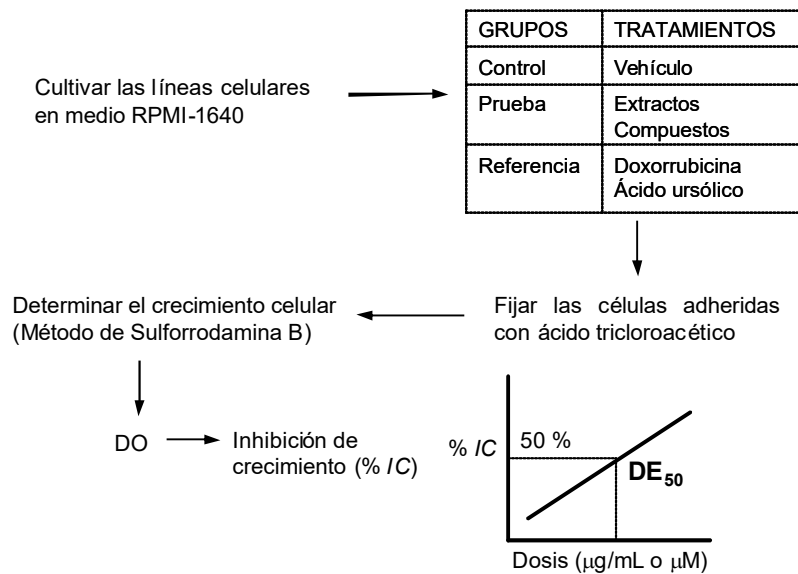 GRUPOS TRATAMIENTOS
Control Vehículo
Prueba Extractos
Compuestos
Referencia Doxorrubicina
Ácido ursólico
Cultivar las líneas celulares
en medio RPMI-1640
Fijar las células adheridas
con ácido tricloroacético
Determinar el crecimiento celular
(Método de Sulforrodamina B)
DO
Inhibición de
crecimiento (% IC)
% IC
50 %
DE50
Dosis (μg/mL o μM)